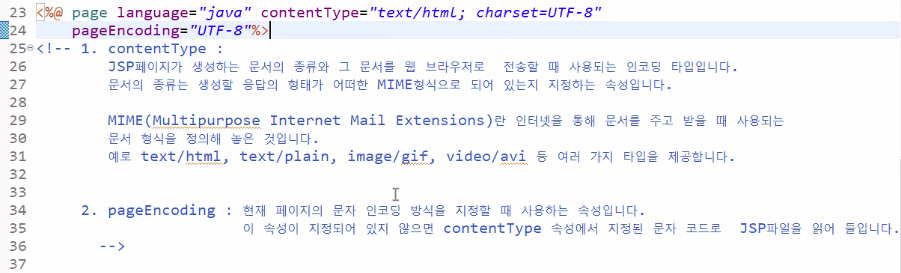 23 <%@ page language="java" contentType="text/html; charset=UTF-8"
24 pageEncoding="UTF-8"%>
25 <!-- 1. contentType :
26 JSP페이지가 생성하는 문서의 종류와 그 문서를 웹 브라우저로 전송할 때 사용되는 인코딩 타입입니다.
27 문서의 종류는 생성할 응답의 형태가 어떠한 MIME형식으로 되어 있는지 지정하는 속성입니다.
28
29 MIME(Multipurpose Internet Mail Extensions)란 인터넷을 통해 문서를 주고 받을 때 사용되는
30 문서 형식을 정의해 놓은 것입니다.
31 예로 text/html, text/plain, image/gif, video/avi 등 여러 가지 타입을 제공합니다.
32
33
34 2. pageEncoding : 현재 페이지의 문자 인코딩 방식을 지정할 때 사용하는 속성입니다.
35 이 속성이 지정되어 있지 않으면 contentType 속성에서 지정된 문자 코드로 JSP파일을 읽어 들입니다.
36 -->
37